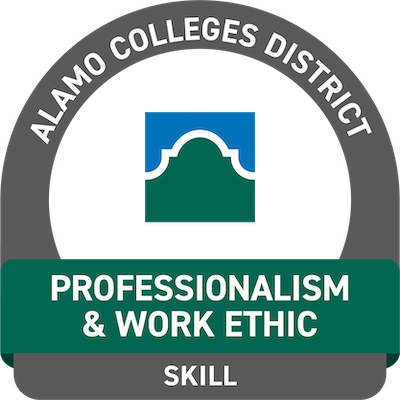 ALAMO COLLEGES DISTRICT
PROFESSIONALISM
& WORK ETHIC
SKILL